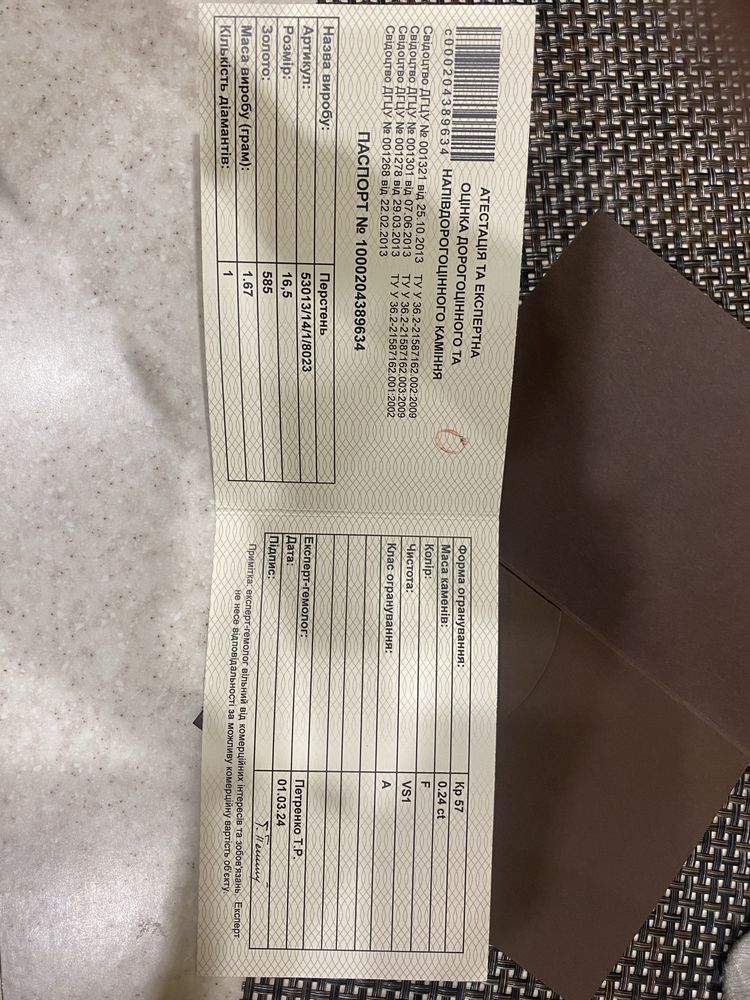 с000204389634
АТЕСТАЦІЯ ТА ЕКСПЕРТНА
ОЦІНКА ДОРОГОЦІННОГО ТА
НАПІВДОРОГОЦІННОГО КАМІННЯ
Свідоцтво ДГЦУ № 001321 від 25.10.2013 ТУ У 36.2-21587162.002:2009
Свідоцтво ДГЦУ № 001301 від 07.06.2013 ТУ У 36.2-21587162.003:2009
Свідоцтво ДГЦУ № 001278 від 29.03.2013 ТУ У 36.2-21587162.001:2002
Свідоцтво ДГЦУ № 001268 від 22.02.2013
ПАСПОРТ № 1000204389634
Назва виробу: Перстень
Артикул: 53013/14/1/8023
Розмір: 16,5
Золото: 585
Маса виробу (грам): 1.67
Кількість діамантів: 1
Форма огранування: Кр 57
Маса каменів: 0.24 ct
Колір: F
Чистота: VS1
Клас огранування: А
Експерт-гемолог: Петренко Т.Р.
Дата: 01.03.24
Підпис:
Примітка: експерт-гемолог вільний від комерційних інтересів та зобов'язань. Експерт
не несе відповідальності за можливу комерційну вартість об'єкту.